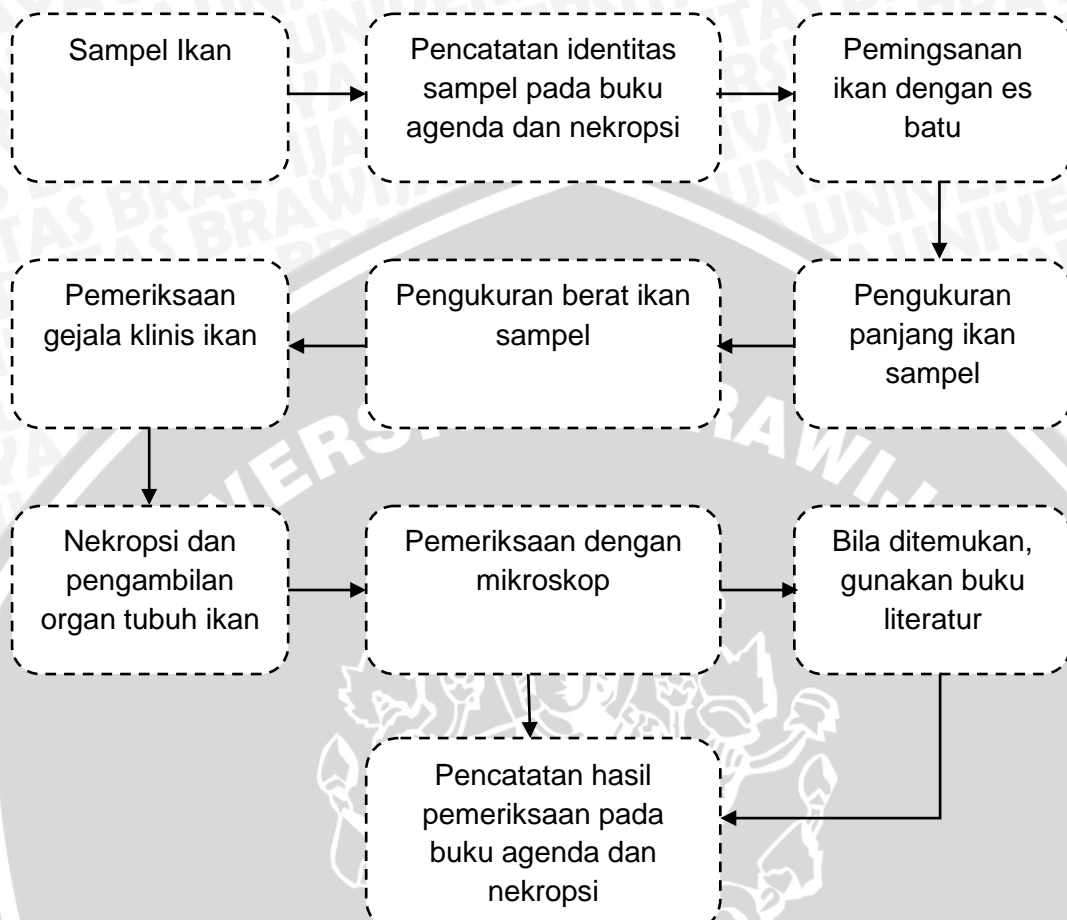 Sampel Ikan
Pencatatan identitas
sampel pada buku
agenda dan nekropsi
Pemingsanan
ikan dengan es
batu
Pengukuran
panjang ikan
sampel
Pengukuran berat ikan
sampel
Pemeriksaan
gejala klinis ikan
Nekropsi dan
pengambilan
organ tubuh ikan
Pemeriksaan dengan
mikroskop
Bila ditemukan,
gunakan buku
literatur
Pencatatan hasil
pemeriksaan pada
buku agenda dan
nekropsi